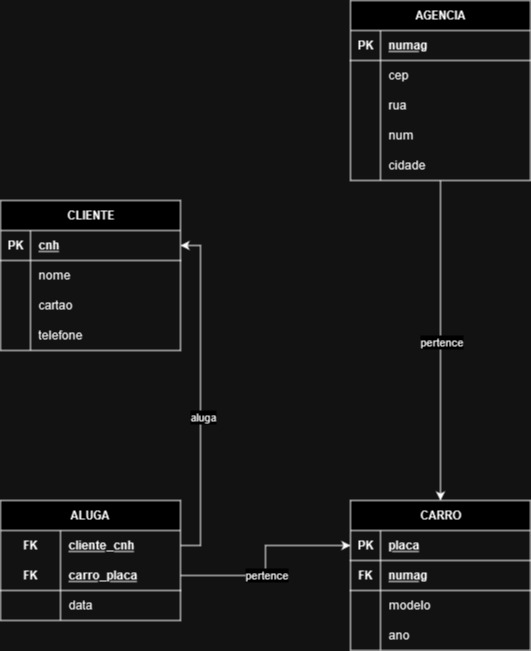 AGENCIA
PK numag
cep
rua
num
cidade
CLIENTE
PK cnh
nome
cartao
telefone
pertence
aluga
ALUGA
FK cliente_cnh
FK carro_placa
data
pertence
CARRO
PK placa
FK numag
modelo
ano